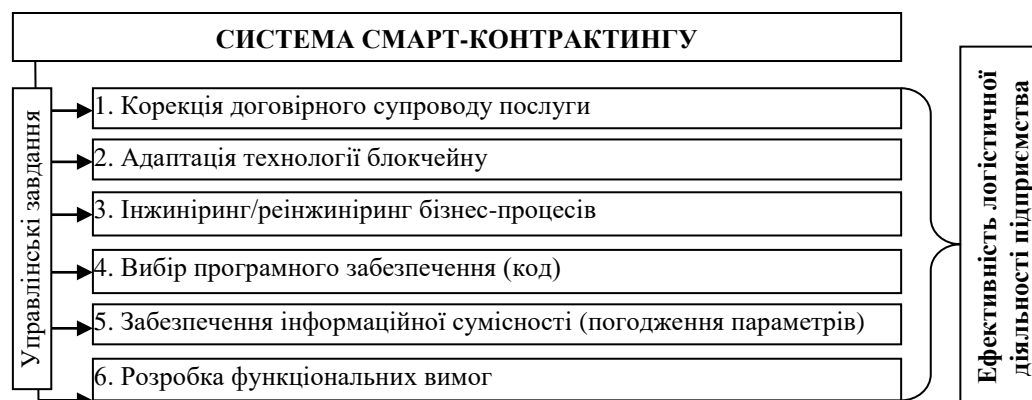 СИСТЕМА СМАРТ-КОНТРАКТИНГУ
Управлінські завдання
1. Корекція договірного супроводу послуги
2. Адаптація технології блокчейну
3. Інжиніринг/реінжиніринг бізнес-процесів
4. Вибір програмного забезпечення (код)
5. Забезпечення інформаційної сумісності (погодження параметрів)
6. Розробка функціональних вимог
Ефективність логістичної
діяльності підприємства